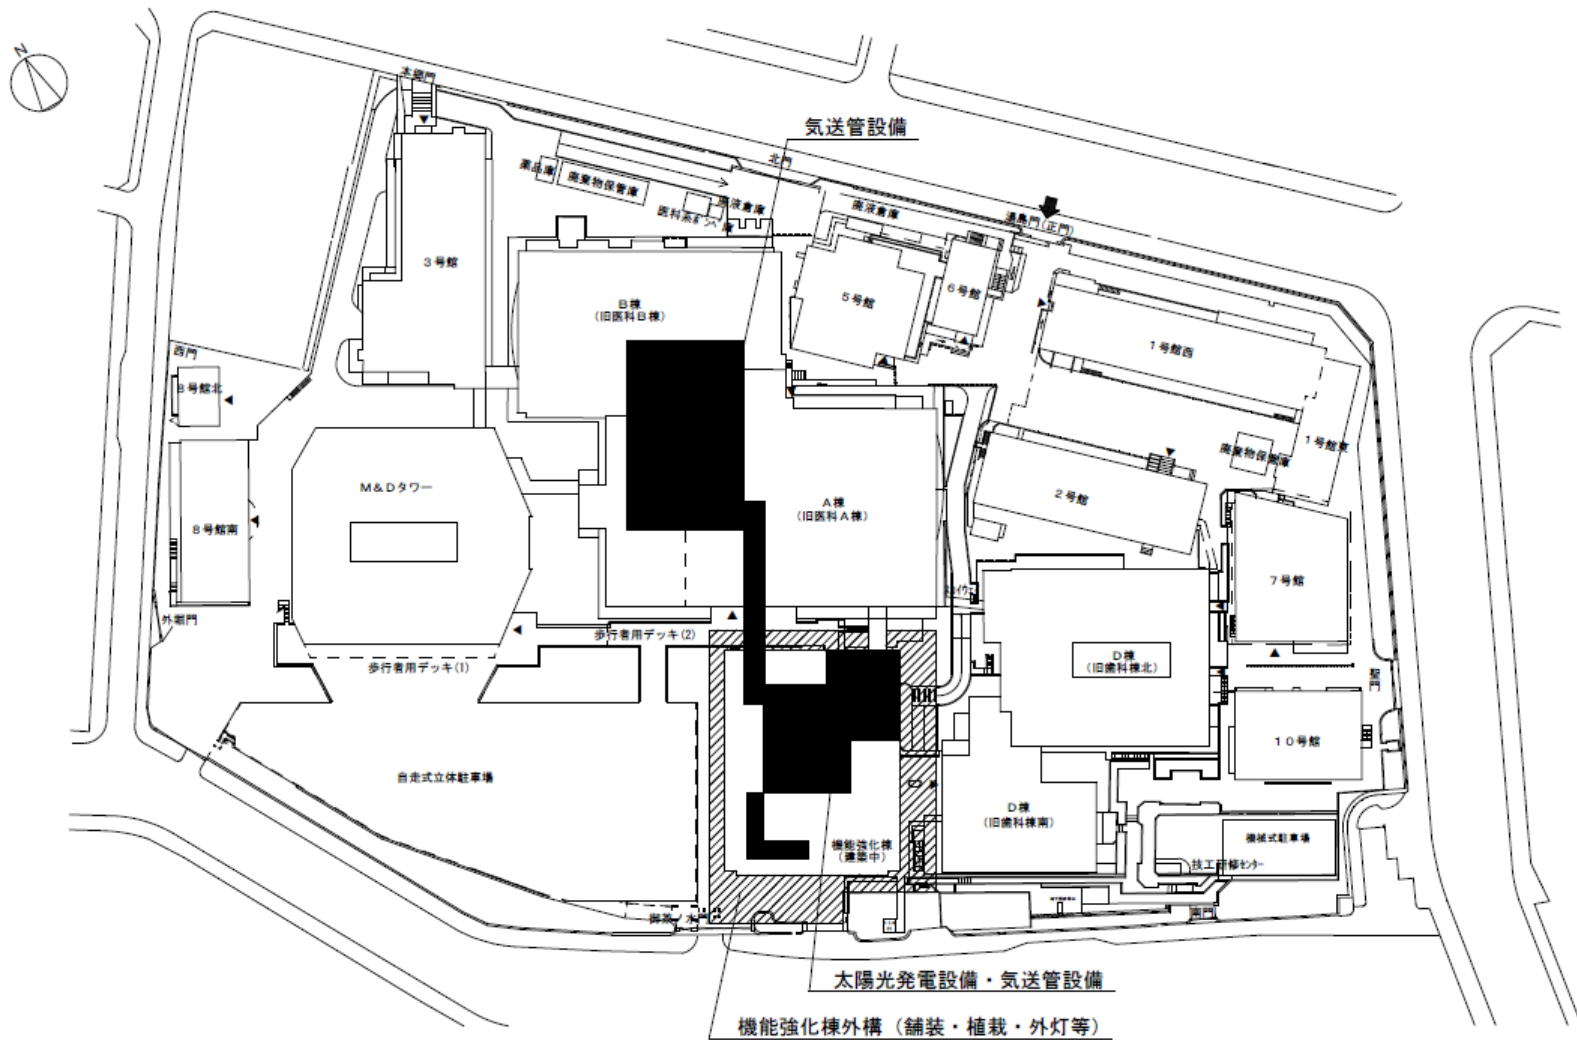 N
本郷門
気送管設備
北門
薬品庫
廃棄物保管庫
廃液倉庫
廃液倉庫
湯島門(正門)
3号館
5号館
6号館
B棟
(旧医科B棟)
1号館西
西門
8号館北
1号館東
廃棄物保管庫
M&Dタワー
2号館
A棟
(旧医科A棟)
8号館南
7号館
外堀門
歩行者用デッキ(2)
歩行者用デッキ(1)
D棟
(旧歯科棟北)
聖門
10号館
自走式立体駐車場
D棟
(旧歯科棟南)
機能強化棟
(建築中)
機械式駐車場
技工研修センター
御茶ノ水門
南門
太陽光発電設備・気送管設備
機能強化棟外構(舗装・植栽・外灯等)